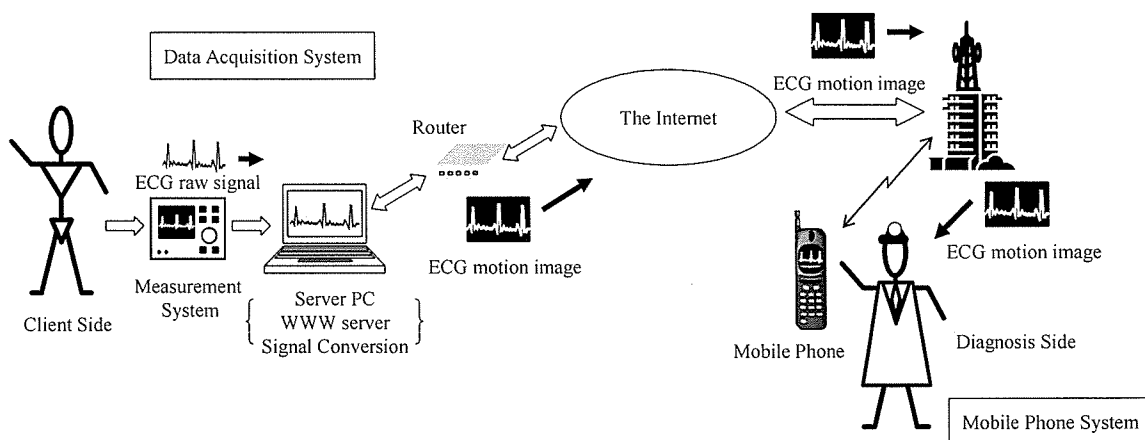 Data Acquisition System
ECG motion image
The Internet
Router
ECG raw signal
ECG motion image
ECG motion image
Measurement
System
Client Side
Server PC
WWW server
Signal Conversion
Mobile Phone
Diagnosis Side
Mobile Phone System